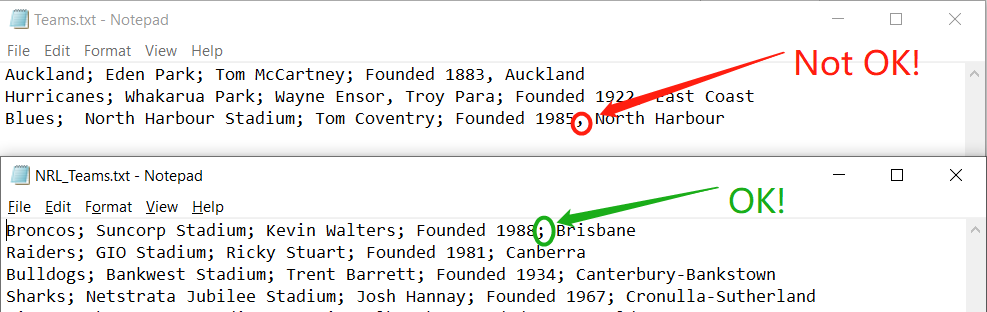 Teams.txt - Notepad
File Edit Format View Help
Not OK!
Auckland; Eden Park; Tom McCartney; Founded 1883, Auckland
Hurricanes; Whakarua Park; Wayne Ensor, Troy Para; Founded 1922, East Coast
Blues;  North Harbour Stadium; Tom Coventry; Founded 1985, North Harbour
NRL_Teams.txt - Notepad
File Edit Format View Help
OK!
Broncos; Suncorp Stadium; Kevin Walters; Founded 1988; Brisbane
Raiders; GIO Stadium; Ricky Stuart; Founded 1981; Canberra
Bulldogs; Bankwest Stadium; Trent Barrett; Founded 1934; Canterbury-Bankstown
Sharks; Netstrata Jubilee Stadium; Josh Hannay; Founded 1967; Cronulla-Sutherland